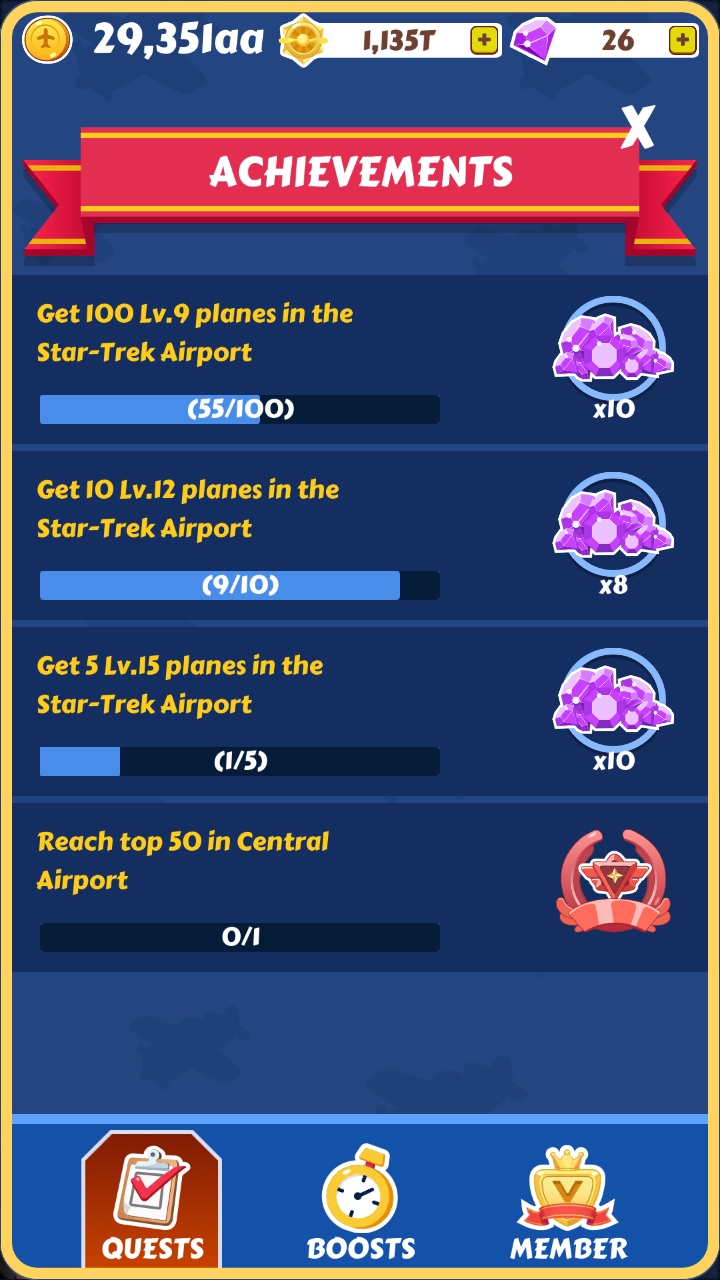 29,351aa 1,135T + 26 +
X
ACHIEVEMENTS
Get 100 Lv.9 planes in the
Star-Trek Airport
(55/100)
x10
Get 10 Lv.12 planes in the
Star-Trek Airport
(9/10)
x8
Get 5 Lv.15 planes in the
Star-Trek Airport
(1/5)
x10
Reach top 50 in Central
Airport
0/1
V
QUESTS BOOSTS MEMBER